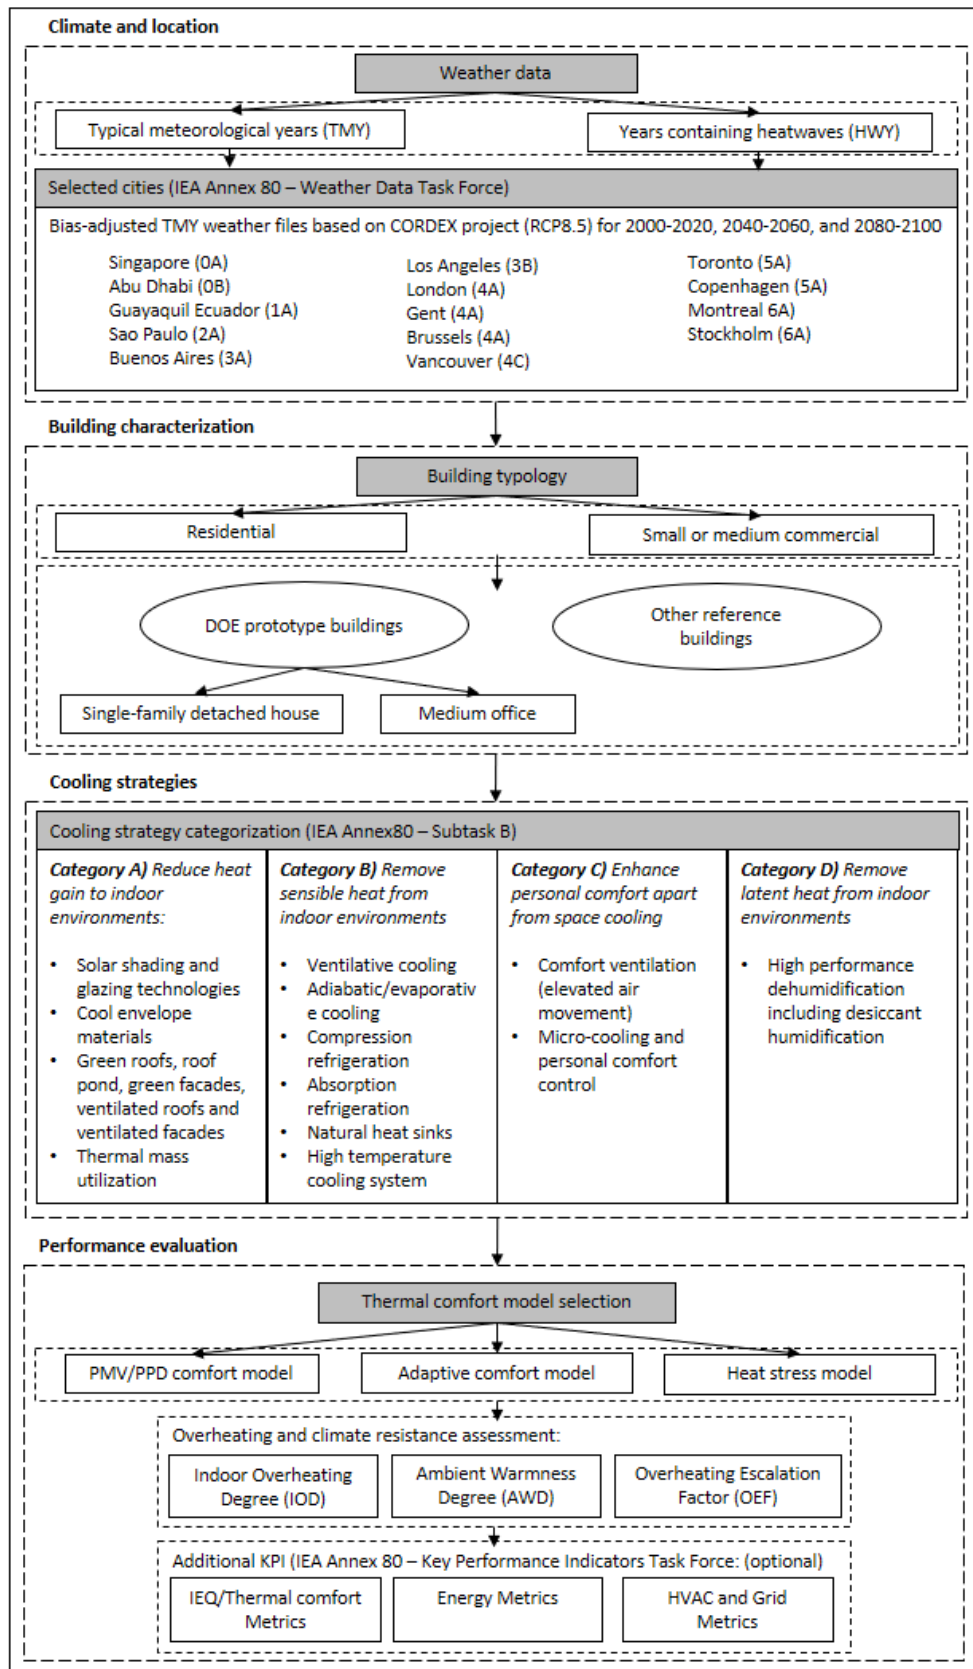 Climate and location
Weather data
Typical meteorological years (TMY)
Years containing heatwaves (HWY)
Selected cities (IEA Annex 80 – Weather Data Task Force)
Bias-adjusted TMY weather files based on CORDEX project (RCP8.5) for 2000-2020, 2040-2060, and 2080-2100
Singapore (0A)
Abu Dhabi (0B)
Guayaquil Ecuador (1A)
Sao Paulo (2A)
Buenos Aires (3A)
Los Angeles (3B)
London (4A)
Gent (4A)
Brussels (4A)
Vancouver (4C)
Toronto (5A)
Copenhagen (5A)
Montreal 6A)
Stockholm (6A)
Building characterization
Building typology
Residential
Small or medium commercial
DOE prototype buildings
Other reference
buildings
Single-family detached house
Medium office
Cooling strategies
Cooling strategy categorization (IEA Annex80 – Subtask B)
Category A) Reduce heat
gain to indoor
environments:
• Solar shading and
glazing technologies
• Cool envelope
materials
• Green roofs, roof
pond, green facades,
ventilated roofs and
ventilated facades
• Thermal mass
utilization
Category B) Remove
sensible heat from
indoor environments
• Ventilative cooling
• Adiabatic/evaporativ
e cooling
• Compression
refrigeration
• Absorption
refrigeration
• Natural heat sinks
• High temperature
cooling system
Category C) Enhance
personal comfort apart
from space cooling
• Comfort ventilation
(elevated air
movement)
• Micro-cooling and
personal comfort
control
Category D) Remove
latent heat from indoor
environments
• High performance
dehumidification
including desiccant
humidification
Performance evaluation
Thermal comfort model selection
PMV/PPD comfort model
Adaptive comfort model
Heat stress model
Overheating and climate resistance assessment:
Indoor Overheating
Degree (IOD)
Ambient Warmness
Degree (AWD)
Overheating Escalation
Factor (OEF)
Additional KPI (IEA Annex 80 – Key Performance Indicators Task Force: (optional)
IEQ/Thermal comfort
Metrics
Energy Metrics
HVAC and Grid
Metrics